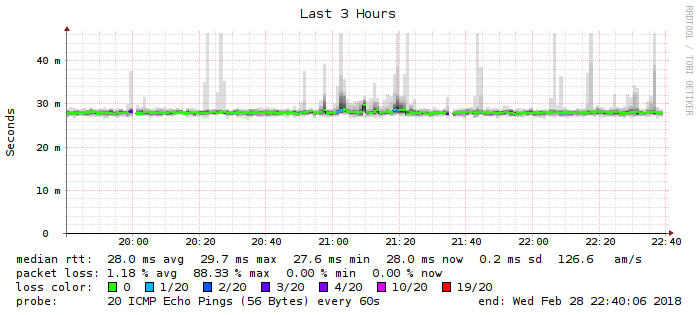 Last 3 Hours
RRDTOOL / TOBI OETIKER
Seconds
40 m
30 m
20 m
10 m
0
20:00 20:20 20:40 21:00 21:20 21:40 22:00 22:20 22:40
median rtt: 28.0 ms avg 29.7 ms max 27.6 ms min 28.0 ms now 0.2 ms sd 126.6 am/s
packet loss: 1.18 % avg 88.33 % max 0.00 % min 0.00 % now
loss color: 0 1/20 2/20 3/20 4/20 10/20 19/20
probe: 20 ICMP Echo Pings (56 Bytes) every 60s end: Wed Feb 28 22:40:06 2018